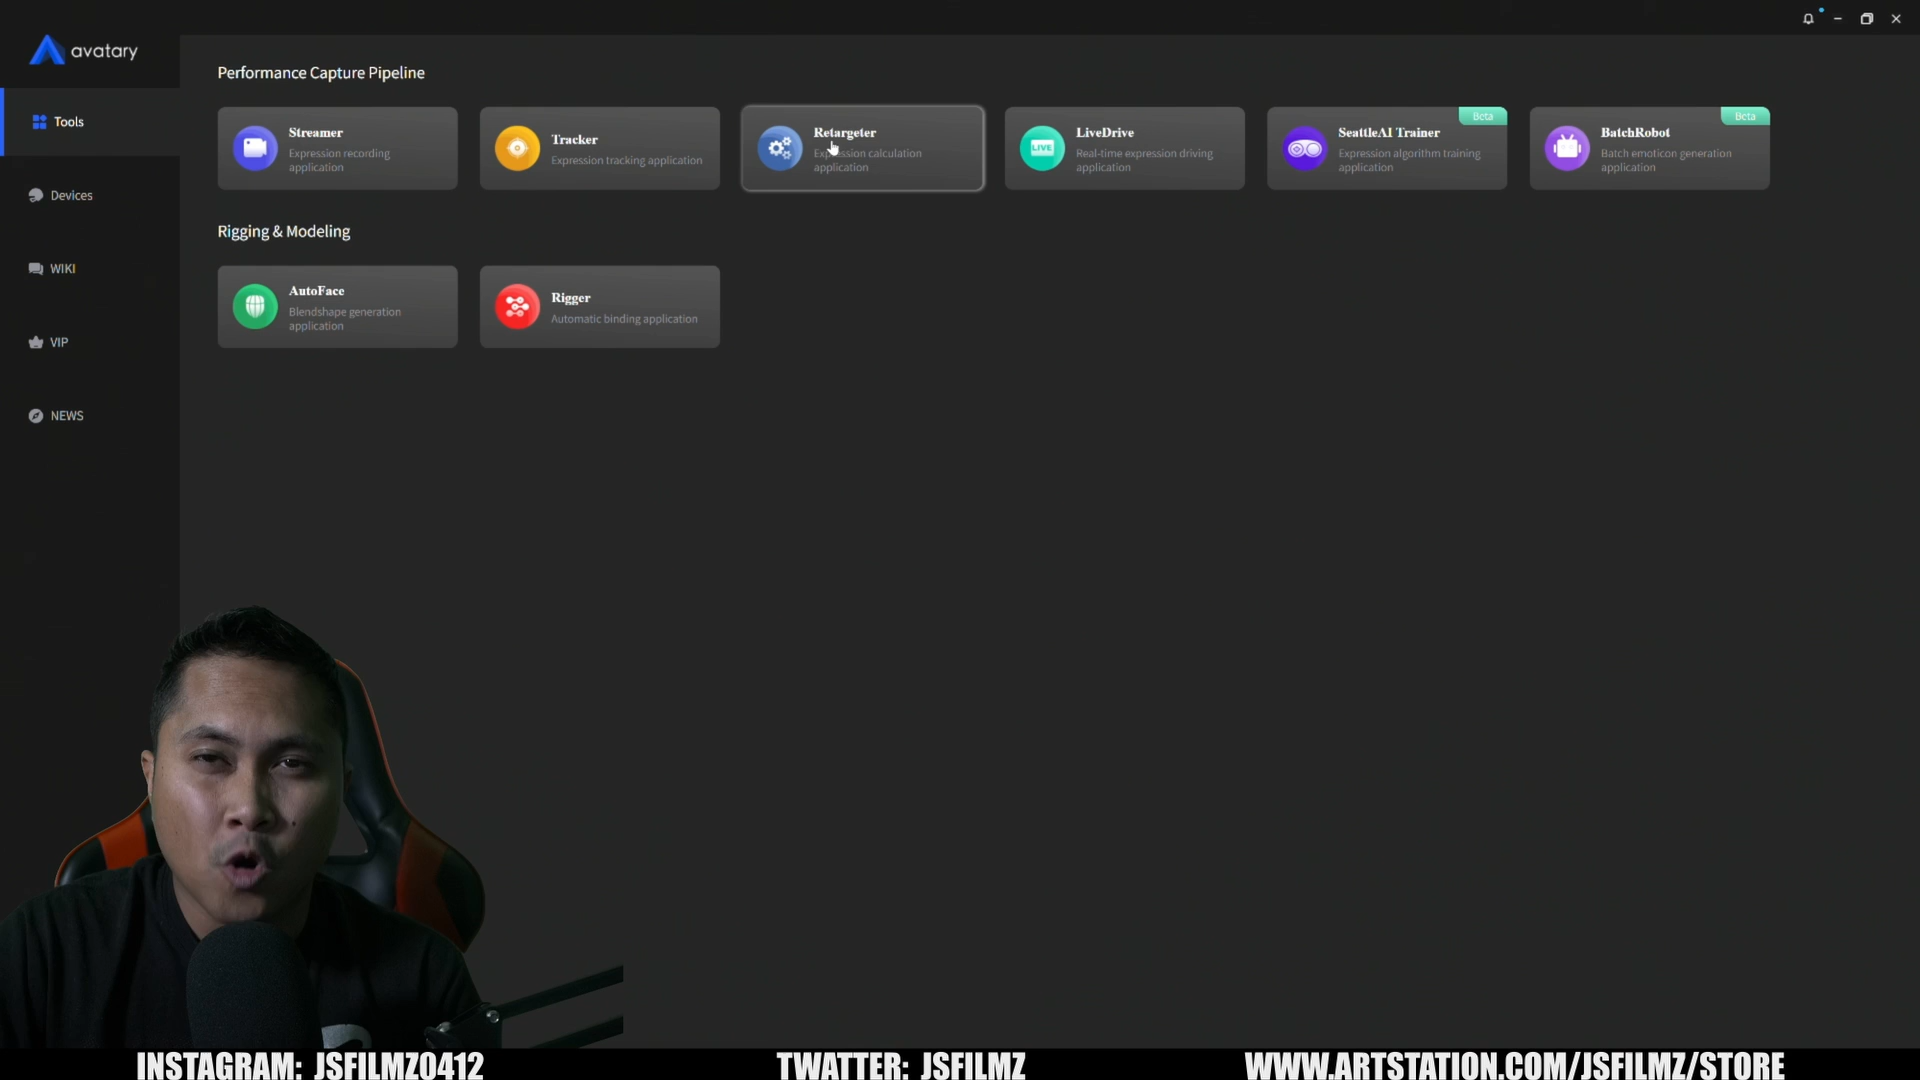 avatary
Tools
Devices
WIKI
VIP
NEWS
Performance Capture Pipeline
Streamer
Expression recording
application
Tracker
Expression tracking application
Retargeter
Expression calculation
application
LIVE
LiveDrive
Real-time expression driving
application
Beta
SeattleAI Trainer
Expression algorithm training
application
Beta
BatchRobot
Batch emoticon generation
application
Rigging & Modeling
AutoFace
Blendshape generation
application
Rigger
Automatic binding application
INSTAGRAM: JSFILMZ0412
TWATTER: JSFILMZ
WWW.ARTSTATION.COM/JSFILMZ/STORE